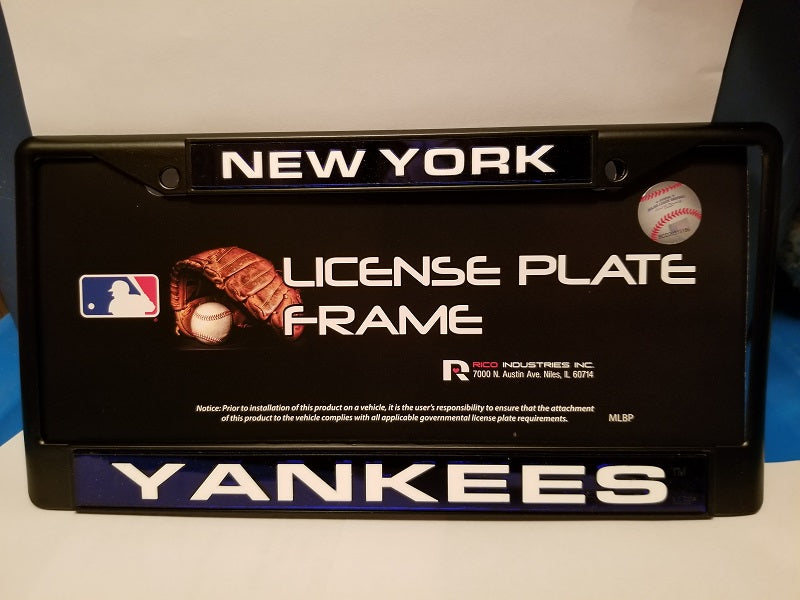 NEW YORK
LICENSE PLATE
FRAME
RICO INDUSTRIES INC.
7000 N. Austin Ave. Niles, IL 60714
Notice: Prior to installation of this product on a vehicle, it is the user's responsibility to ensure that the attachment
of this product to the vehicle complies with all applicable governmental license plate requirements.
MLBP
YANKEES
TM